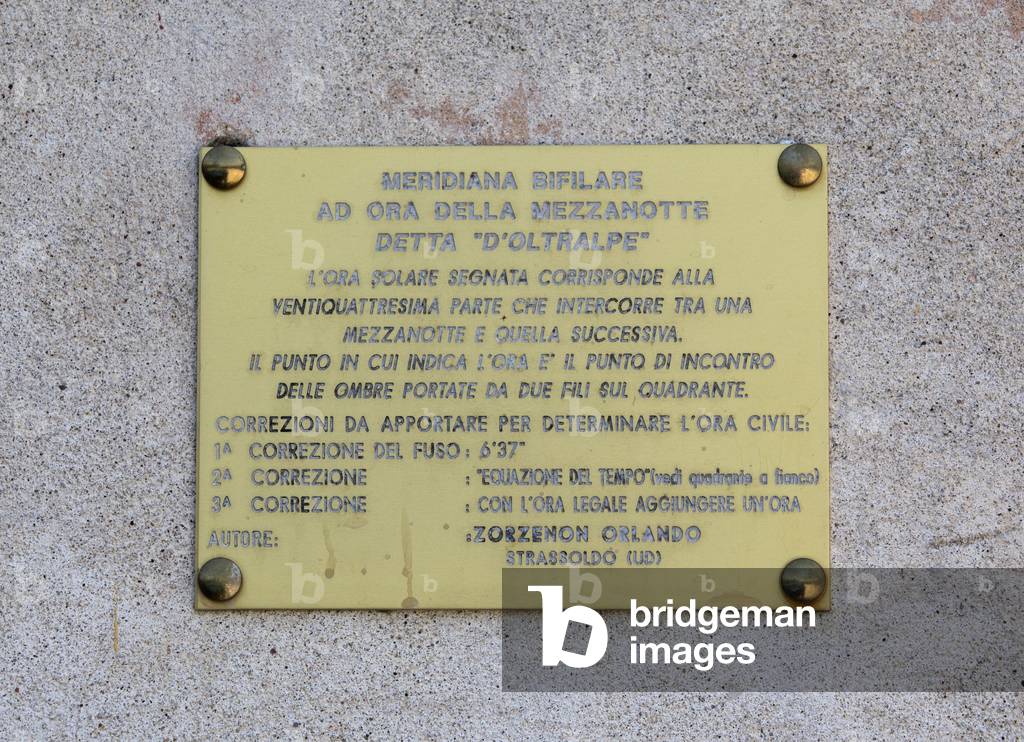 MERIDIANA BIFILARE
AD ORA DELLA MEZZANOTTE
DETTA "D'OLTRALPE"
L'ORA SOLARE SEGNATA CORRISPONDE ALLA
VENTIQUATTRESIMA PARTE CHE INTERCORRE TRA UNA
MEZZANOTTE E QUELLA SUCCESSIVA.
IL PUNTO IN CUI INDICA L'ORA E' IL PUNTO DI INCONTRO
DELLE OMBRE PORTATE DA DUE FILI SUL QUADRANTE.
CORREZIONI DA APPORTARE PER DETERMINARE L'ORA CIVILE:
1ª CORREZIONE DEL FUSO: 6'37"
2ª CORREZIONE : "EQUAZIONE DEL TEMPO" (vedi quadrante a fianco)
3ª CORREZIONE : CON L'ORA LEGALE AGGIUNGERE UN'ORA
AUTORE: :ZORZENON ORLANDO
STRASSOLDO (UD)
b bridgeman
images